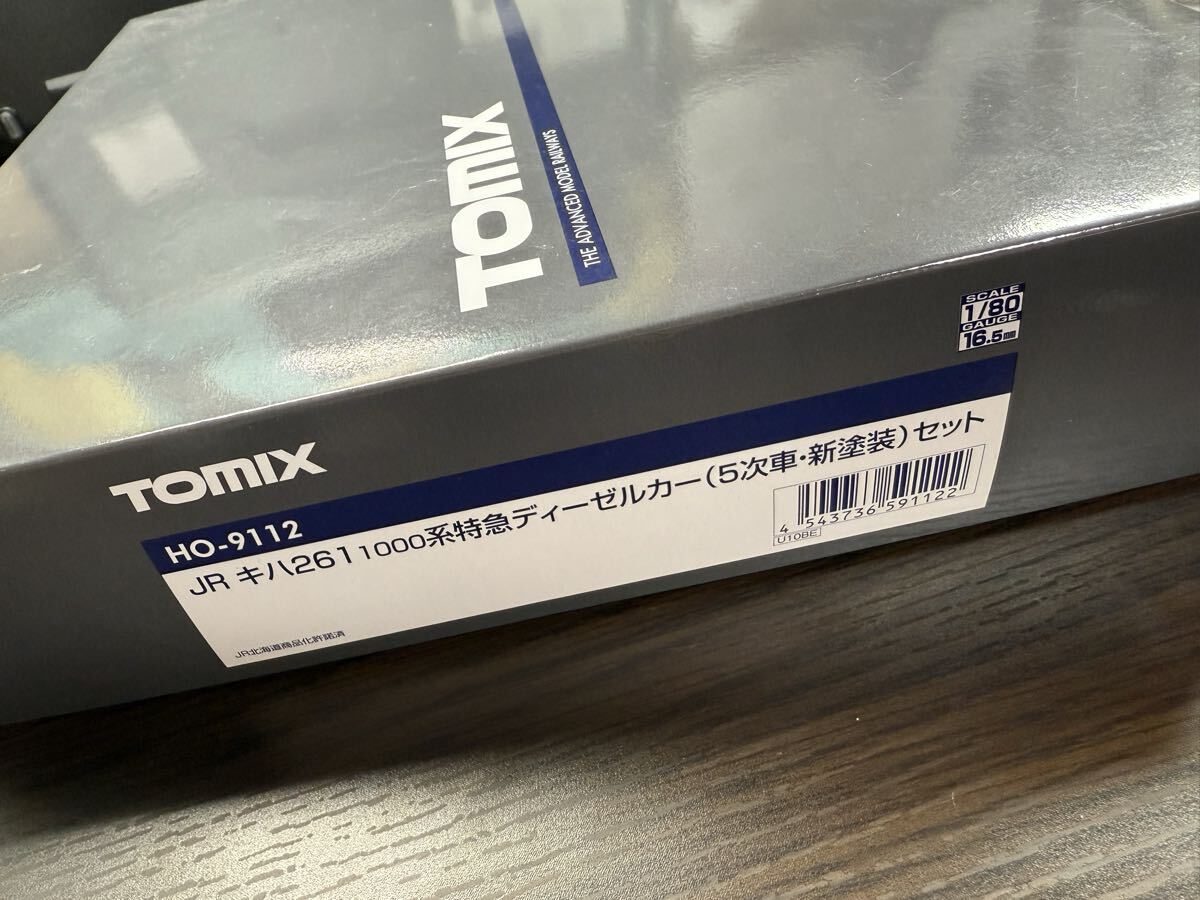 TOMIX
THE ADVANCED MODEL RAILWAYS
SCALE
1/80
GAUGE
16.5mm
TOMIX
HO-9112
JR キハ261 1000系特急ディーゼルカー(5次車・新塗装)セット
4 543736 591122
U10BE
JR北海道商品化許諾済